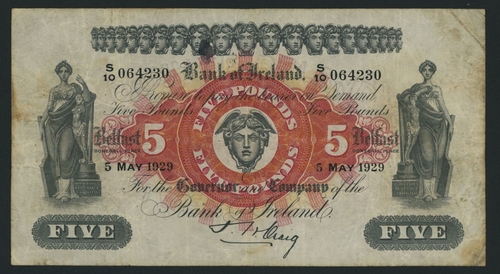 S/10 064230 Bank of Ireland. S/10 064230
I Promise to pay the Bearer on Demand
Five Pounds FIVE POUNDS Five Pounds
Belfast 5 5 Belfast
5 MAY 1929 FIVE POUNDS 5 MAY 1929
For the Governor and Company of the
Bank of Ireland.
FIVE FIVE